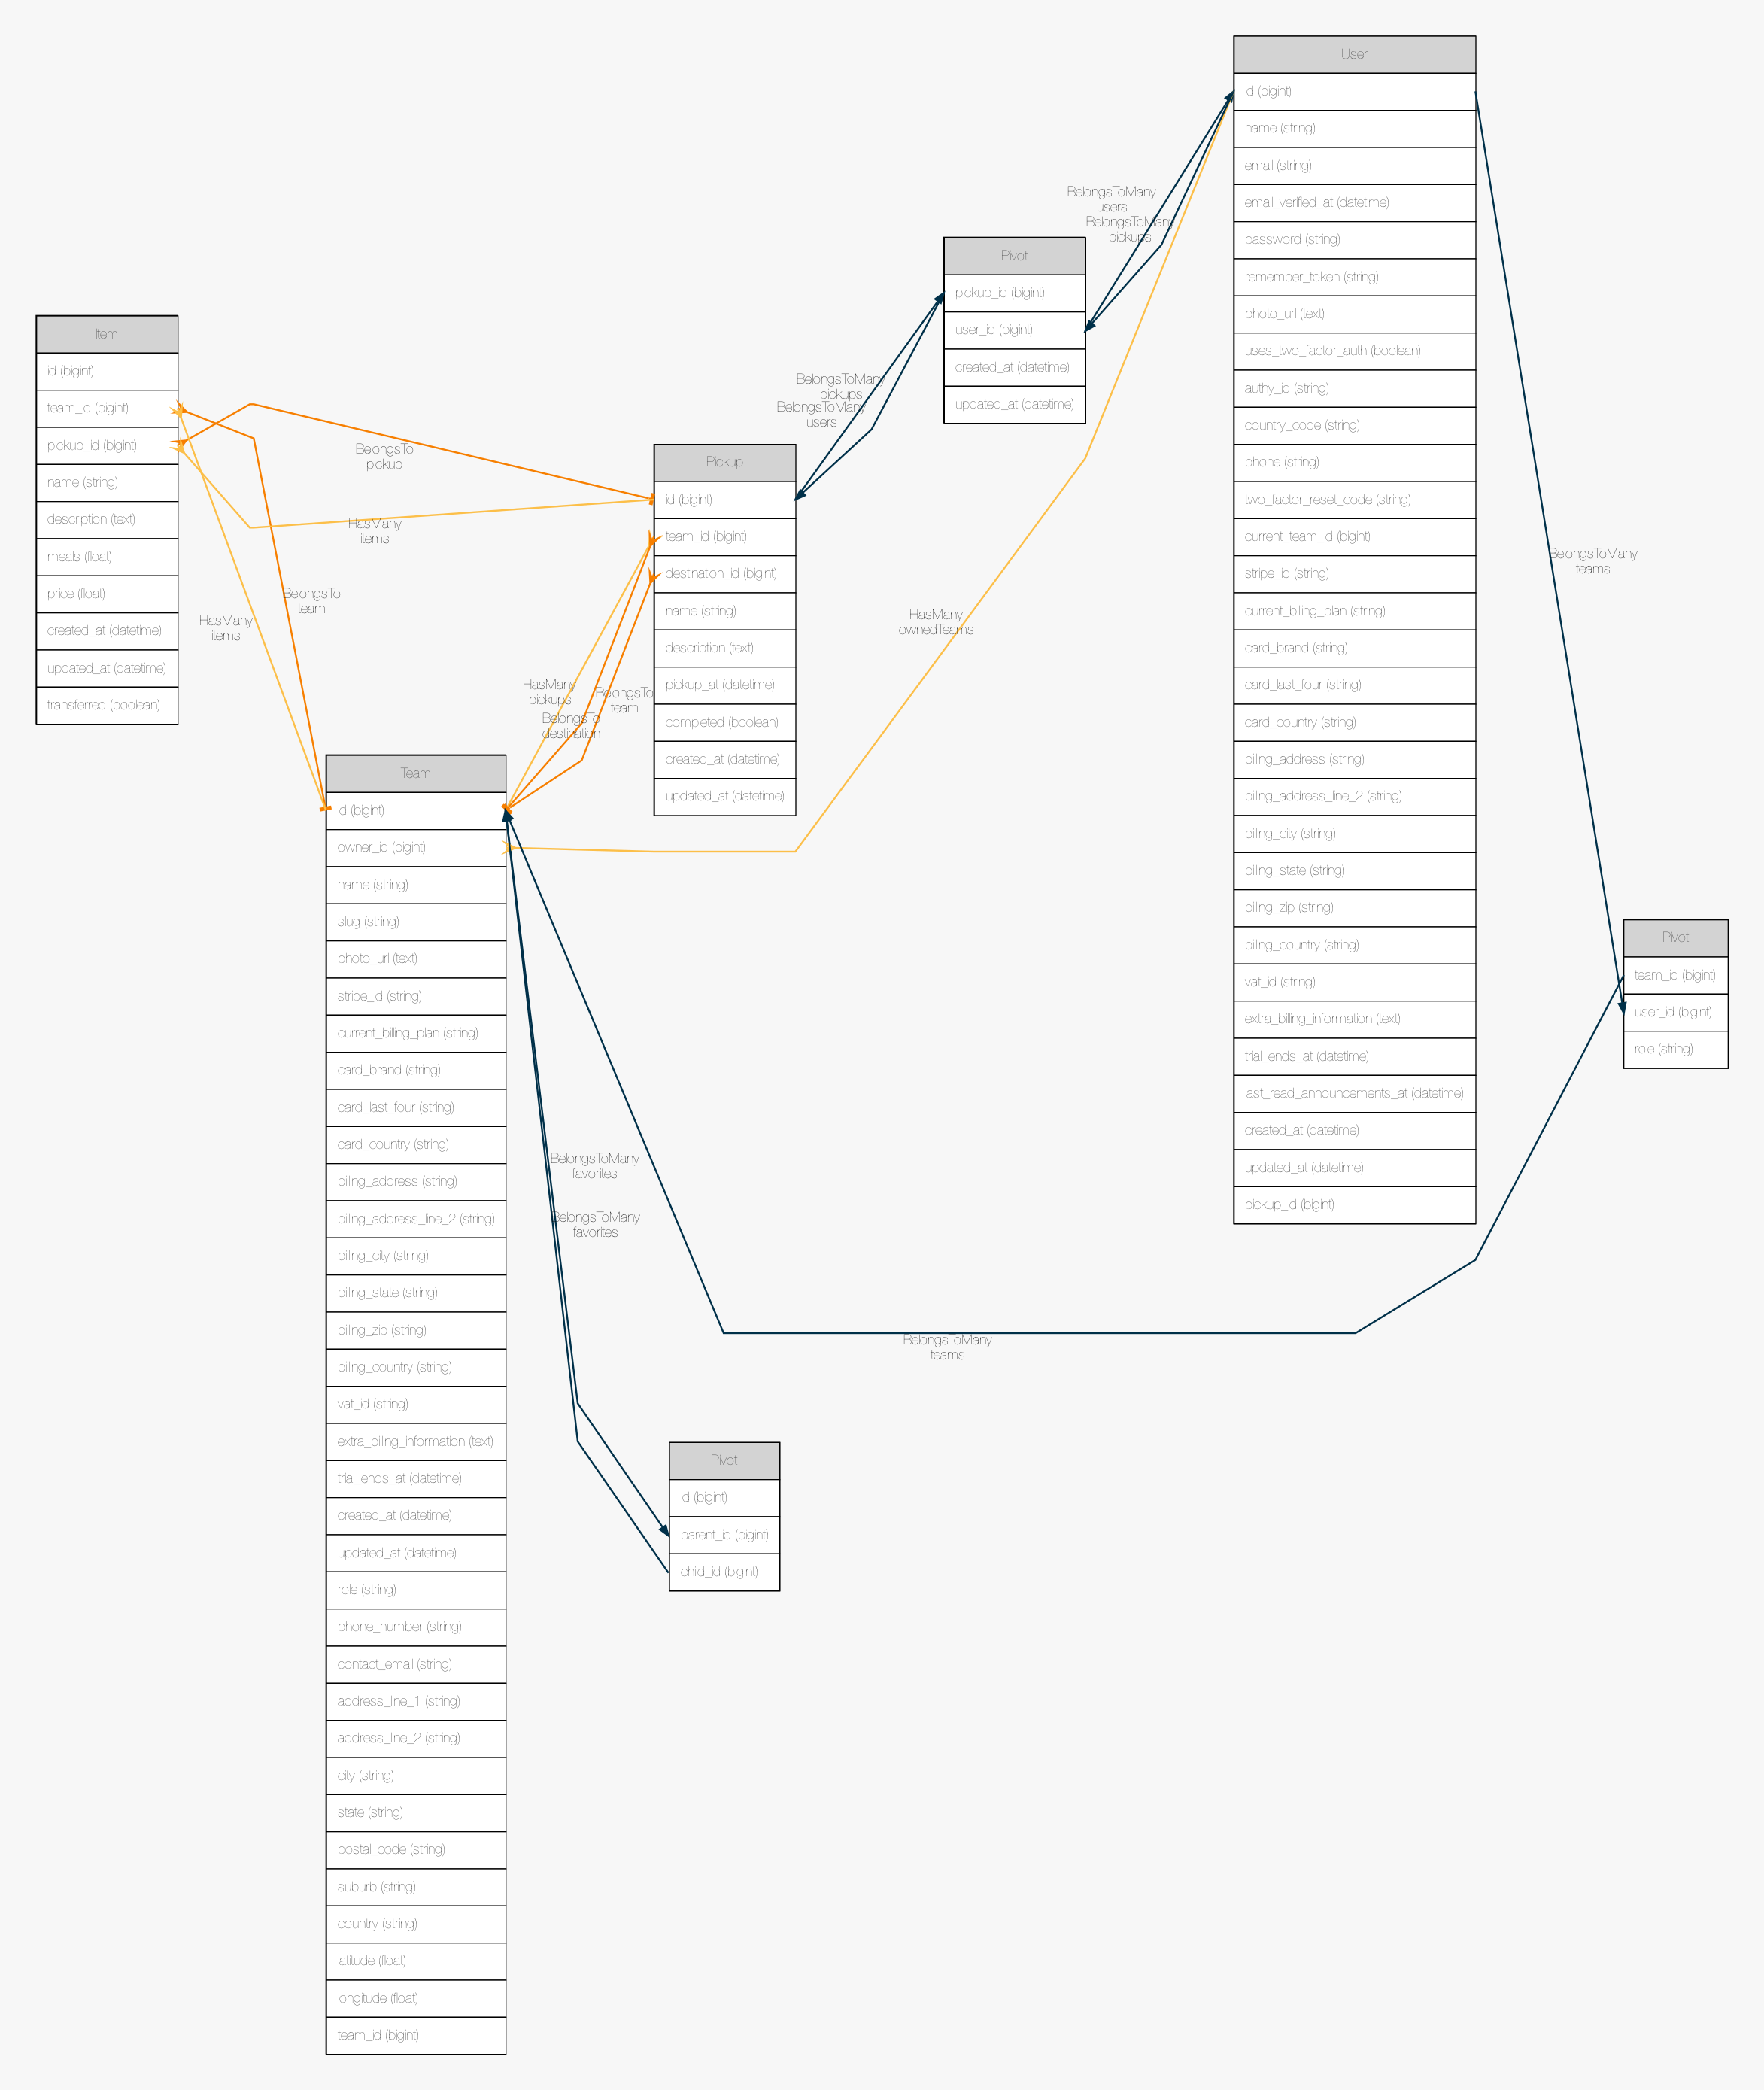 User
id (bigint)
name (string)
email (string)
email_verified_at (datetime)
password (string)
remember_token (string)
photo_url (text)
uses_two_factor_auth (boolean)
authy_id (string)
country_code (string)
phone (string)
two_factor_reset_code (string)
current_team_id (bigint)
stripe_id (string)
current_billing_plan (string)
card_brand (string)
card_last_four (string)
card_country (string)
billing_address (string)
billing_address_line_2 (string)
billing_city (string)
billing_state (string)
billing_zip (string)
billing_country (string)
vat_id (string)
extra_billing_information (text)
trial_ends_at (datetime)
last_read_announcements_at (datetime)
created_at (datetime)
updated_at (datetime)
pickup_id (bigint)
BelongsToMany
users
BelongsToMany
pickups
Pivot
pickup_id (bigint)
user_id (bigint)
created_at (datetime)
updated_at (datetime)
Item
id (bigint)
team_id (bigint)
pickup_id (bigint)
name (string)
description (text)
meals (float)
price (float)
created_at (datetime)
updated_at (datetime)
transferred (boolean)
BelongsTo
pickup
HasMany
items
BelongsTo
team
HasMany
items
BelongsToMany
pickups
BelongsToMany
users
Pickup
id (bigint)
team_id (bigint)
destination_id (bigint)
name (string)
description (text)
pickup_at (datetime)
completed (boolean)
created_at (datetime)
updated_at (datetime)
HasMany
pickups
BelongsTo
team
BelongsTo
destination
HasMany
ownedTeams
BelongsToMany
teams
Team
id (bigint)
owner_id (bigint)
name (string)
slug (string)
photo_url (text)
stripe_id (string)
current_billing_plan (string)
card_brand (string)
card_last_four (string)
card_country (string)
billing_address (string)
billing_address_line_2 (string)
billing_city (string)
billing_state (string)
billing_zip (string)
billing_country (string)
vat_id (string)
extra_billing_information (text)
trial_ends_at (datetime)
created_at (datetime)
updated_at (datetime)
role (string)
phone_number (string)
contact_email (string)
address_line_1 (string)
address_line_2 (string)
city (string)
state (string)
postal_code (string)
suburb (string)
country (string)
latitude (float)
longitude (float)
team_id (bigint)
Pivot
team_id (bigint)
user_id (bigint)
role (string)
BelongsToMany
favorites
BelongsToMany
favorites
BelongsToMany
teams
Pivot
id (bigint)
parent_id (bigint)
child_id (bigint)